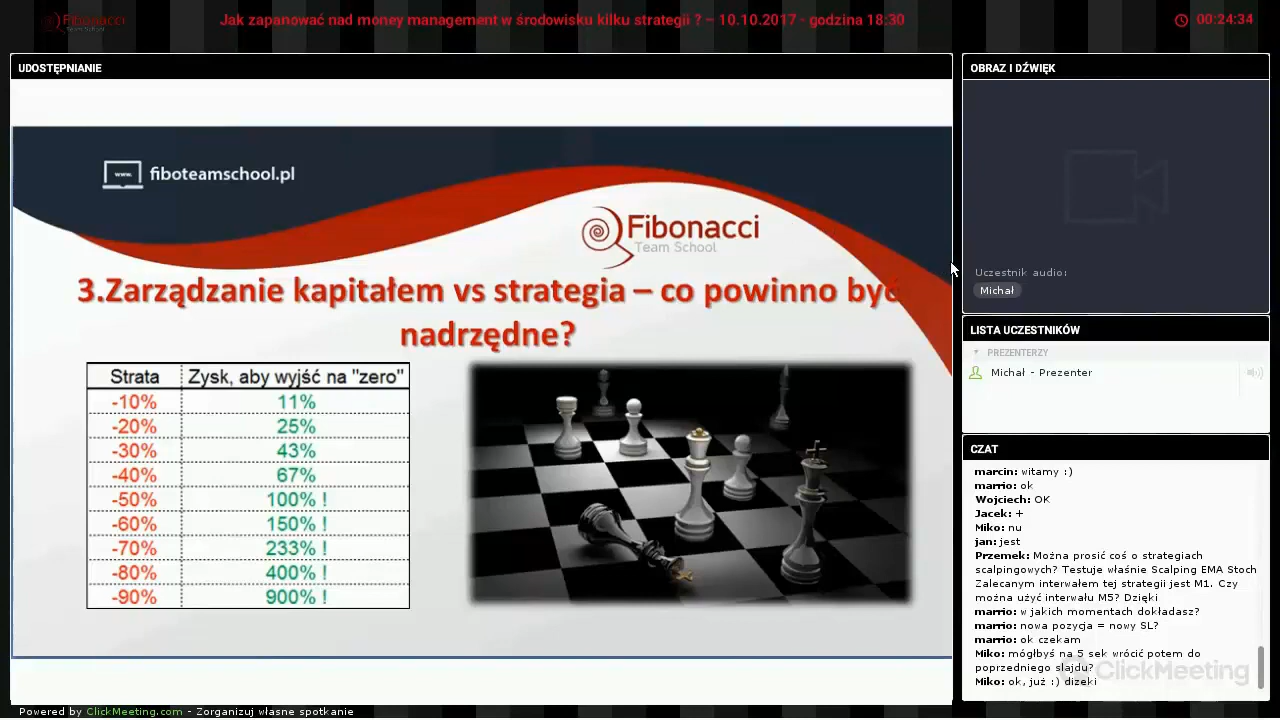 Fibonacci
Team School
Jak zapanować nad money management w środowisku kilku strategii ? – 10.10.2017 - godzina 18:30
00:24:34
UDOSTĘPNIANIE
www.
fiboteamschool.pl
Fibonacci
Team School
3.Zarządzanie kapitałem vs strategia – co powinno być
nadrzędne?
Strata Zysk, aby wyjść na "zero"
-10% 11%
-20% 25%
-30% 43%
-40% 67%
-50% 100% !
-60% 150% !
-70% 233% !
-80% 400% !
-90% 900% !
OBRAZ I DŹWIĘK
Uczestnik audio:
Michał
LISTA UCZESTNIKÓW
PREZENTERZY
Michał - Prezenter
CZAT
marcin: witamy :)
marrio: ok
Wojciech: OK
Jacek: +
Miko: nu
jan: jest
Przemek: Można prosić coś o strategiach
scalpingowych? Testuje właśnie Scalping EMA Stoch
Zalecanym interwałem tej strategii jest M1. Czy
można użyć interwału M5? Dzięki
marrio: w jakich momentach dokładasz?
marrio: nowa pozycja = nowy SL?
marrio: ok czekam
Miko: mógłbyś na 5 sek wrócić potem do
poprzedniego slajdu?
Miko: ok, już :) dizeki
ClickMeeting
Powered by ClickMeeting.com - Zorganizuj własne spotkanie